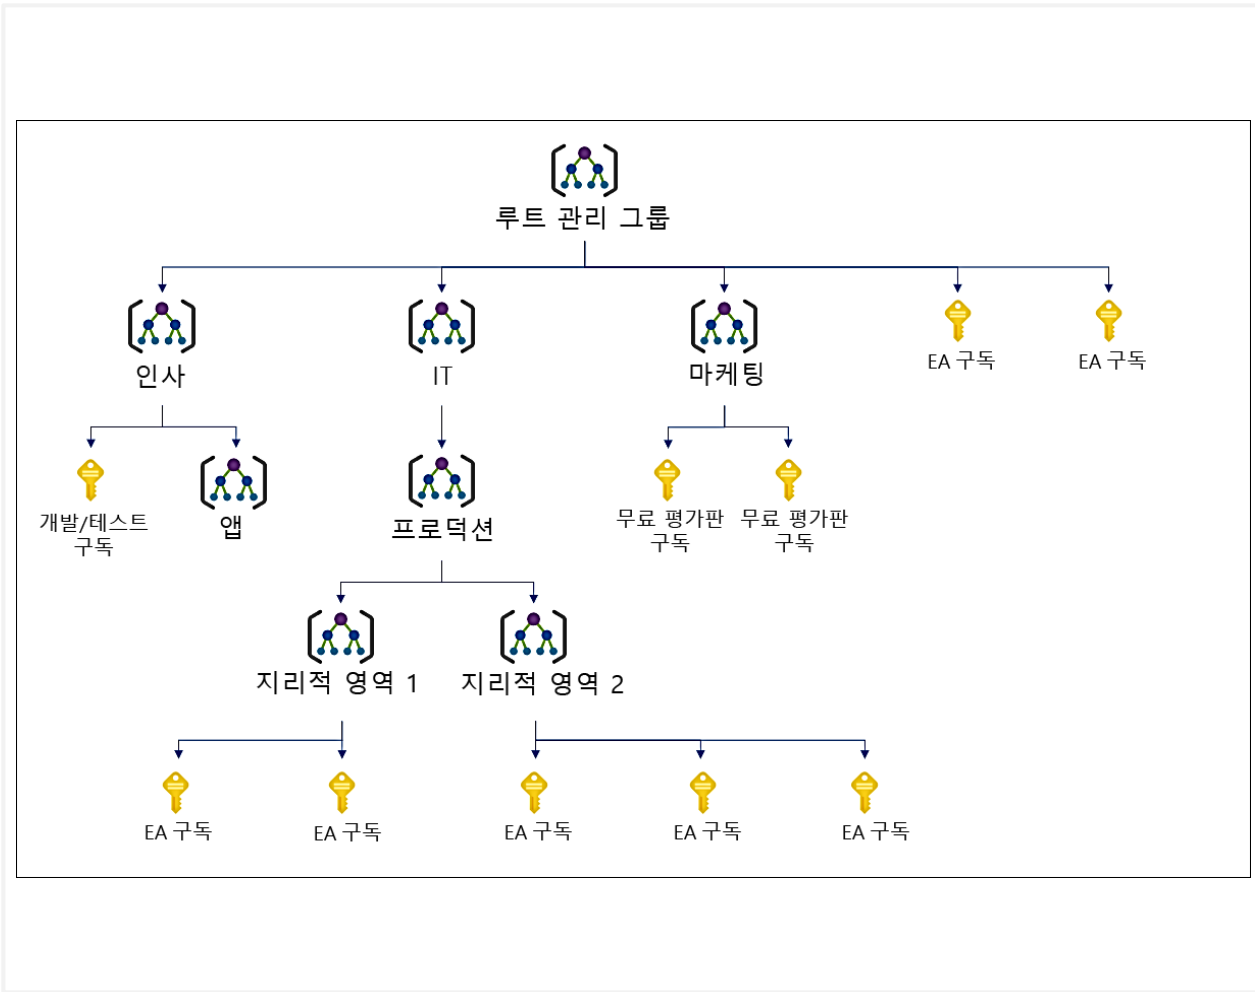 루트 관리 그룹
인사
IT
마케팅
EA 구독
EA 구독
개발/테스트
구독
앱
프로덕션
무료 평가판
구독
무료 평가판
구독
지리적 영역 1
지리적 영역 2
EA 구독
EA 구독
EA 구독
EA 구독
EA 구독